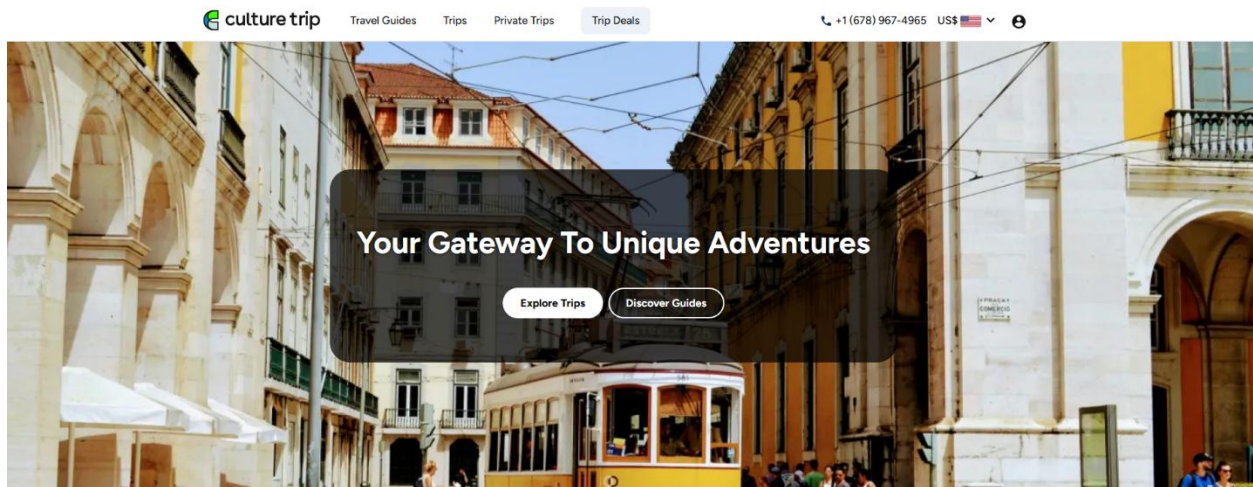 culture trip
Travel Guides
Trips
Private Trips
Trip Deals
+1 (678) 967-4965
US$
Your Gateway To Unique Adventures
Explore Trips
Discover Guides
COMERCIO